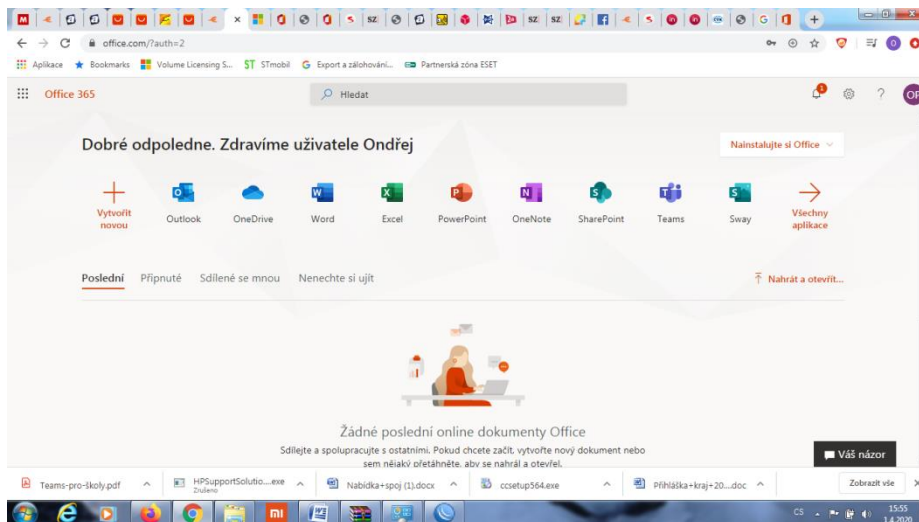 M
SZ
SZ
SZ
G
office.com/?auth=2
O
Aplikace
Bookmarks
Volume Licensing S...
ST STmobil
G Export a zálohování...
Partnerská zóna ESET
Office 365
Hledat
1
?
Dobré odpoledne. Zdravíme uživatele Ondřej
Nainstalujte si Office
Vytvořit
novou
Outlook
OneDrive
Word
Excel
PowerPoint
OneNote
SharePoint
Teams
Sway
Všechny
aplikace
Poslední
Připnuté
Sdílené se mnou
Nenechte si ujít
Nahrát a otevřít...
Žádné poslední online dokumenty Office
Sdílejte a spolupracujte s ostatními. Pokud chcete začít, vytvořte nový dokument nebo
sem nějaký přetáhněte, aby se nahrál a otevřel.
Váš názor
Teams-pro-školy.pdf
HPSupportSolutio....exe
Zrušeno
Nabídka+spoj (1).docx
ccsetup564.exe
Přihláška+kraj+20....doc
Zobrazit vše
CS
15:55
1.4.2020